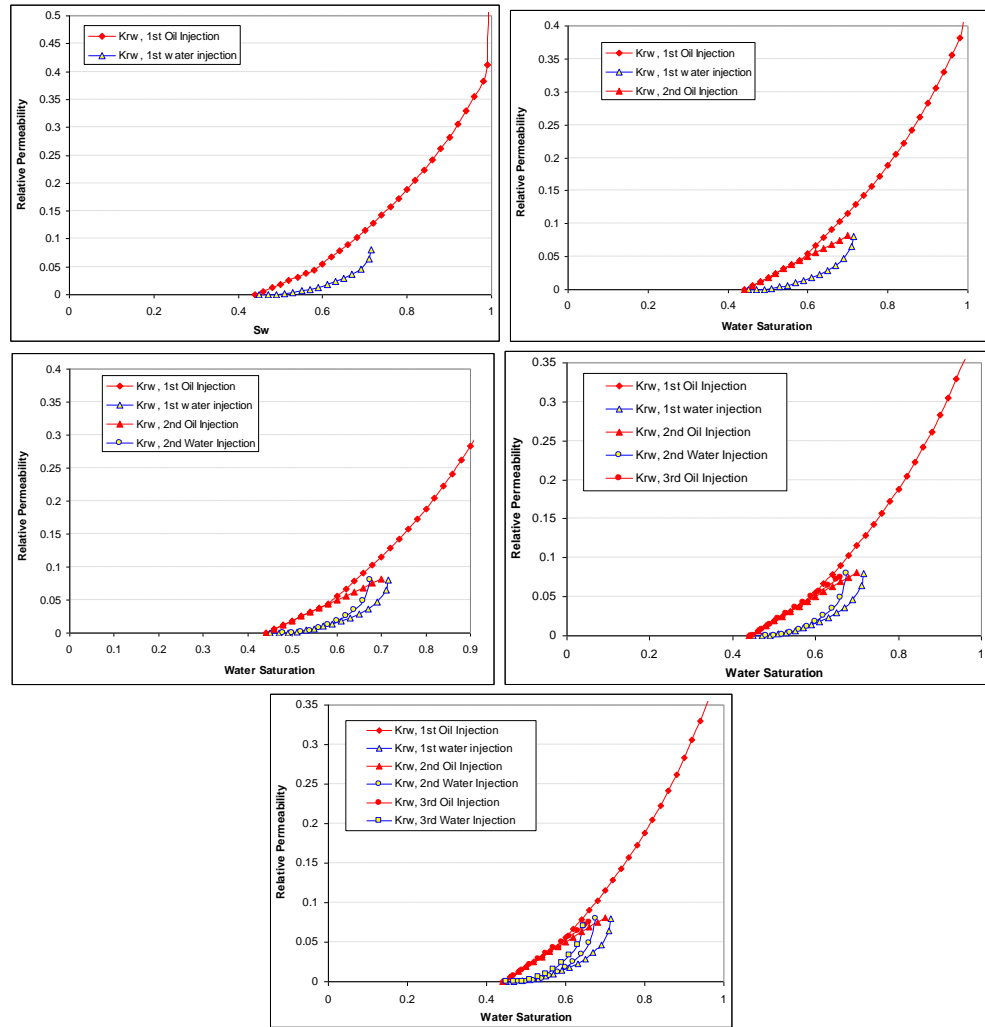 0.5
0.45
0.4
0.35
0.3
0.25
0.2
0.15
0.1
0.05
0
0
0.2
0.4
0.6
0.8
1
Relative Permeability
Sw
Krw, 1st Oil Injection
Krw, 1st water injection
0.4
0.35
0.3
0.25
0.2
0.15
0.1
0.05
0
0
0.2
0.4
0.6
0.8
1
Relative Permeability
Water Saturation
Krw, 1st Oil Injection
Krw, 1st water injection
Krw, 2nd Oil Injection
0.4
0.35
0.3
0.25
0.2
0.15
0.1
0.05
0
0
0.1
0.2
0.3
0.4
0.5
0.6
0.7
0.8
0.9
Relative Permeability
Water Saturation
Krw, 1st Oil Injection
Krw, 1st water injection
Krw, 2nd Oil Injection
Krw, 2nd Water Injection
0.35
0.3
0.25
0.2
0.15
0.1
0.05
0
0
0.2
0.4
0.6
0.8
1
Relative Permeability
Water Saturation
Krw, 1st Oil Injection
Krw, 1st water injection
Krw, 2nd Oil Injection
Krw, 2nd Water Injection
Krw, 3rd Oil Injection
0.35
0.3
0.25
0.2
0.15
0.1
0.05
0
0
0.2
0.4
0.6
0.8
1
Relative Permeability
Water Saturation
Krw, 1st Oil Injection
Krw, 1st water injection
Krw, 2nd Oil Injection
Krw, 2nd Water Injection
Krw, 3rd Oil Injection
Krw, 3rd Water Injection